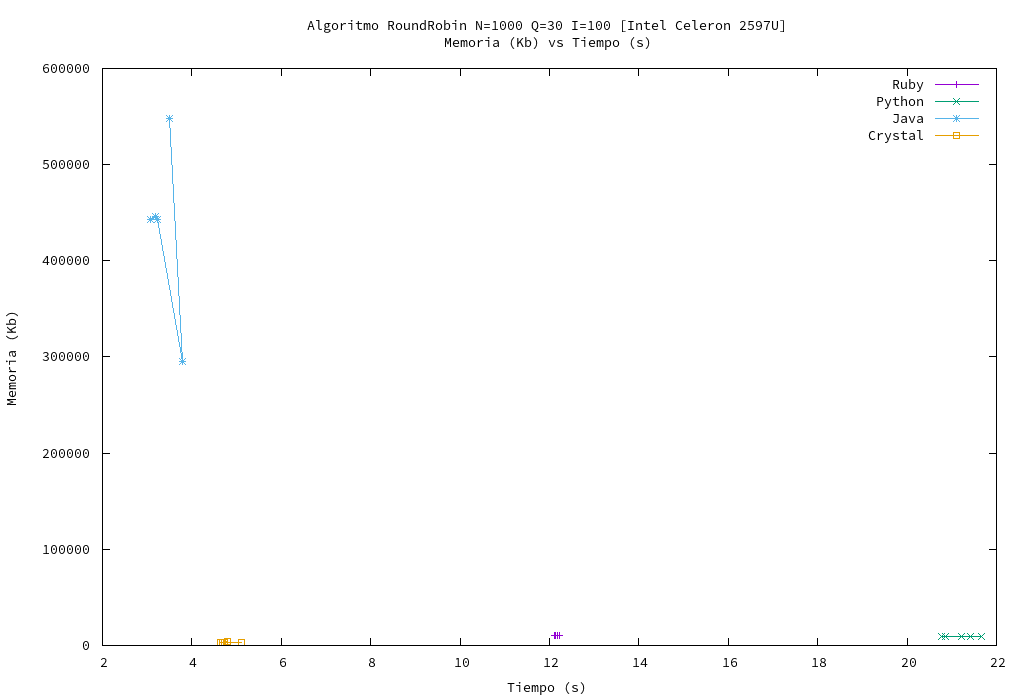 Algoritmo RoundRobin N=1000 Q=30 I=100 [Intel Celeron 2597U]
Memoria (Kb) vs Tiempo (s)
Ruby
Python
Java
Crystal
600000
500000
400000
300000
200000
100000
0
Memoria (Kb)
2 4 6 8 10 12 14 16 18 20 22
Tiempo (s)